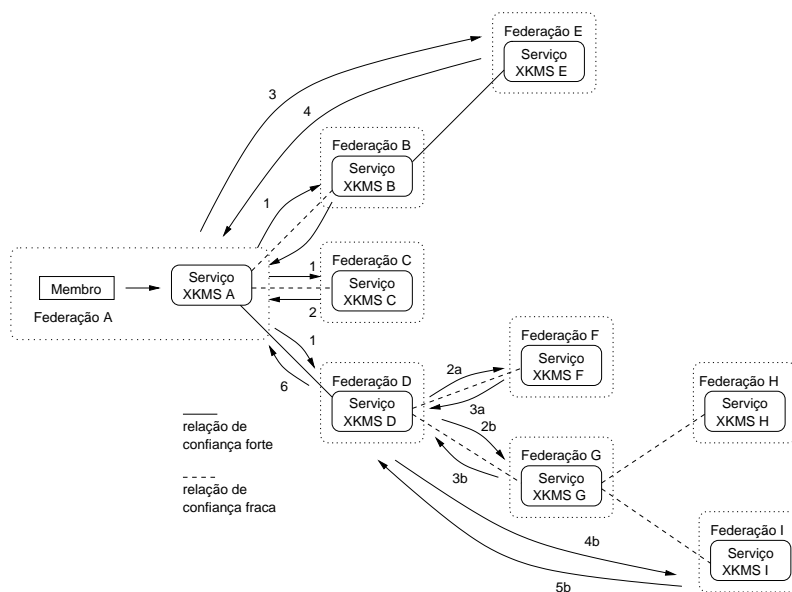 Federação E
Serviço
XKMS E
3
4
Federação B
Serviço
XKMS B
1
Federação C
Serviço
XKMS C
1
2
Membro
Serviço
XKMS A
Federação A
1
6
Federação D
Serviço
XKMS D
Federação F
Serviço
XKMS F
2a
3a
2b
3b
Federação G
Serviço
XKMS G
Federação H
Serviço
XKMS H
Federação I
Serviço
XKMS I
4b
5b
relação de
confiança forte
relação de
confiança fraca